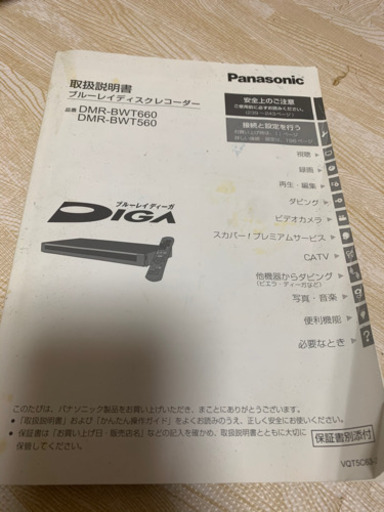 取扱説明書
ブルーレイディスクレコーダー
品番 DMR-BWT660
DMR-BWT560
Panasonic
安全上のご注意
接続と設定を行う
視聴
録画
再生・編集
ダビング
ビデオカメラ
スカパー!プレミアムサービス
CATV
他機器からダビング
(ビエラ・ディーガなど)
写真・音楽
便利機能
必要なとき
ブルーレイディーガ
DIGA
このたびは、パナソニック製品をお買い上げいただき、まことにありがとうございます。
●「取扱説明書」および「かんたん操作ガイド」をよくお読みのうえ、正しく安全にお使いください。
●保証書は「お買い上げ日・販売店名」などの記入を確かめ、取扱説明書とともに大切に
保管してください。
保証書別添付